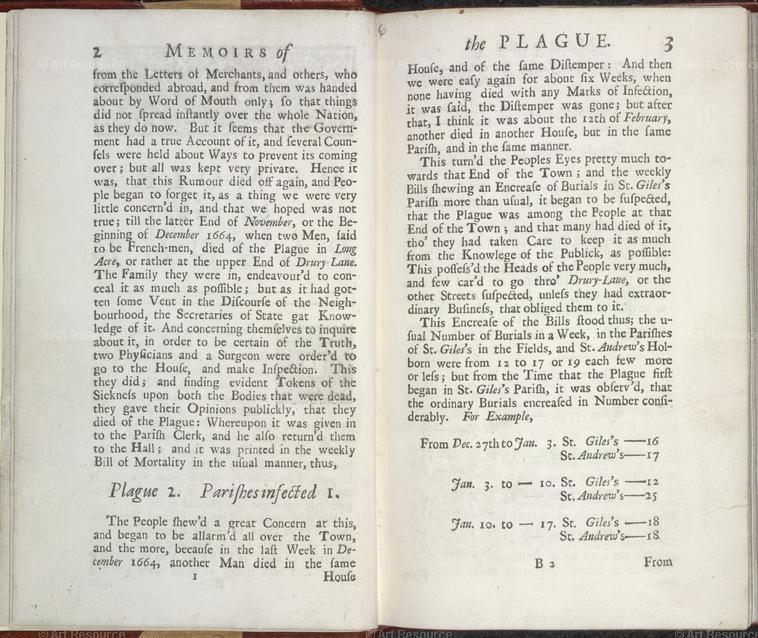 2 MEMOIRS of
from the Letters of Merchants, and others, who
correſponded abroad, and from them was handed
about by Word of Mouth only; ſo that things
did not ſpread inſtantly over the whole Nation,
as they do now. But it ſeems that the Govern-
ment had a true Account of it, and ſeveral Coun-
ſels were held about Ways to prevent its coming
over; but all was kept very private. Hence it
was, that this Rumour died off again, and Peo-
ple began to forget it, as a thing we were very
little concern'd in, and that we hoped was not
true; till the latter End of November, or the Be-
ginning of December 1664, when two Men, ſaid
to be French-men, died of the Plague in Long
Acre, or rather at the upper End of Drury-Lane.
The Family they were in, endeavour'd to con-
ceal it as much as poſſible; but as it had got-
ten ſome Vent in the Diſcourſe of the Neigh-
bourhood, the Secretaries of State gat Know-
ledge of it. And concerning themſelves to inquire
about it, in order to be certain of the Truth,
two Phyſicians and a Surgeon were order'd to
go to the Houſe, and make Inſpection. This
they did; and finding evident Tokens of the
Sickneſs upon both the Bodies that were dead,
they gave their Opinions publickly, that they
died of the Plague: Whereupon it was given in
to the Pariſh Clerk, and he alſo return'd them
to the Hall; and it was printed in the weekly
Bill of Mortality in the uſual manner, thus,
Plague 2. Pariſhes infected 1.
The People ſhew'd a great Concern at this,
and began to be allarm'd all over the Town,
and the more, becauſe in the laſt Week in De-
cember 1664, another Man died in the ſame
1 Houſe
6
the PLAGUE. 3
Houſe, and of the ſame Diſtemper: And then
we were eaſy again for about ſix Weeks, when
none having died with any Marks of Infection,
it was ſaid, the Diſtemper was gone; but after
that, I think it was about the 12th of February,
another died in another Houſe, but in the ſame
Pariſh, and in the ſame manner.
This turn'd the Peoples Eyes pretty much to-
wards that End of the Town; and the weekly
Bills ſhewing an Encreaſe of Burials in St. Giles's
Pariſh more than uſual, it began to be ſuſpected,
that the Plague was among the People at that
End of the Town; and that many had died of it,
tho' they had taken Care to keep it as much
from the Knowlege of the Publick, as poſſible:
This poſſeſs'd the Heads of the People very much,
and few car'd to go thro' Drury-Lane, or the
other Streets ſuſpected, unleſs they had extraor-
dinary Buſineſs, that obliged them to it.
This Encreaſe of the Bills ſtood thus; the u-
ſual Number of Burials in a Week, in the Pariſhes
of St. Giles's in the Fields, and St. Andrew's Hol-
born were from 12 to 17 or 19 each few more
or leſs; but from the Time that the Plague firſt
began in St. Giles's Pariſh, it was obſerv'd, that
the ordinary Burials encreaſed in Number conſi-
derably. For Example,
From Dec. 27th to Jan. 3. St. Giles's —16
St. Andrew's—17
Jan. 3. to — 10. St. Giles's —12
St. Andrew's—25
Jan. 10. to — 17. St. Giles's —18
St. Andrew's—18.
B 2 From
© Art Resource